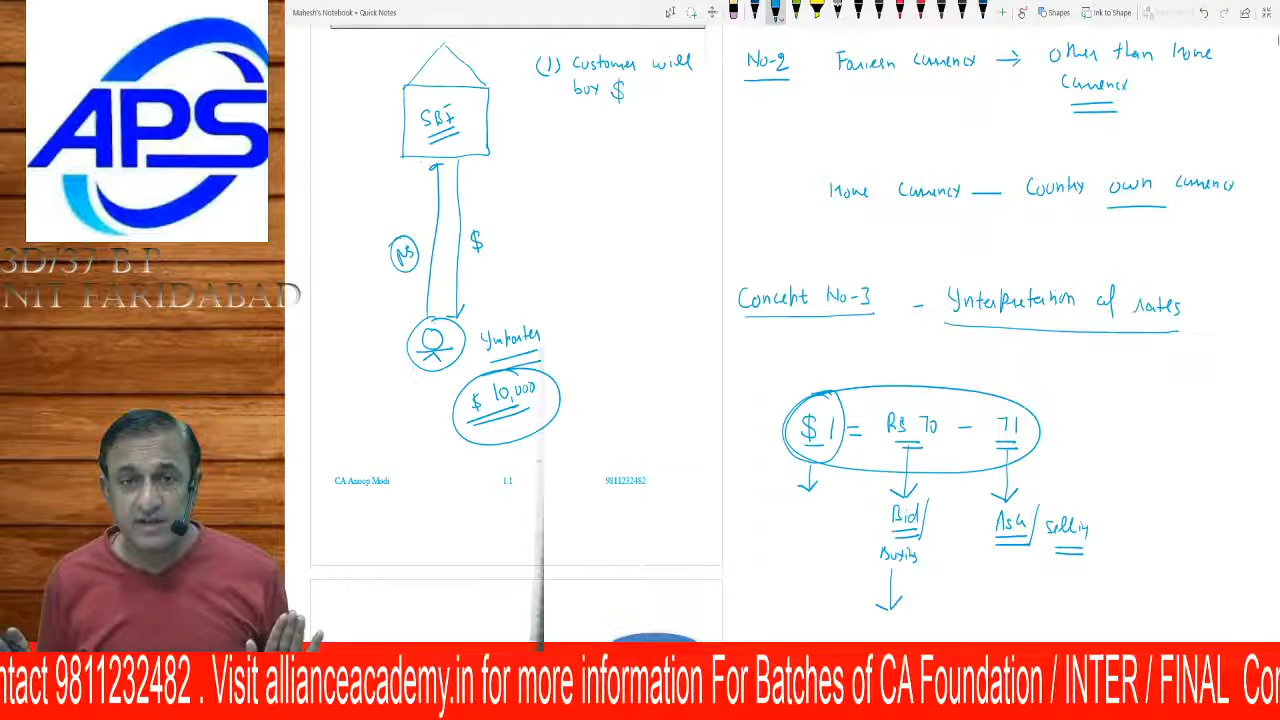 Mahesh's Notebook + Quick Notes
Shapes
Ink to Shape
APS
3D/37 B.P.
NIT FARIDABAD
SBI
(1) Customer will
buy $
Rs
$
Importer
$ 10,000
CA Anoop Modi
1.1
9811232482
No-2 Foriegn currency → other than Home
currency
Home currency — Country own currency
Concept No-3 - Interpretation of rates
$ 1 = Rs 70 - 71
Bid/
Buying
Ask/ selling
ntact 9811232482 . Visit allianceacademy.in for more information For Batches of CA Foundation / INTER / FINAL Con